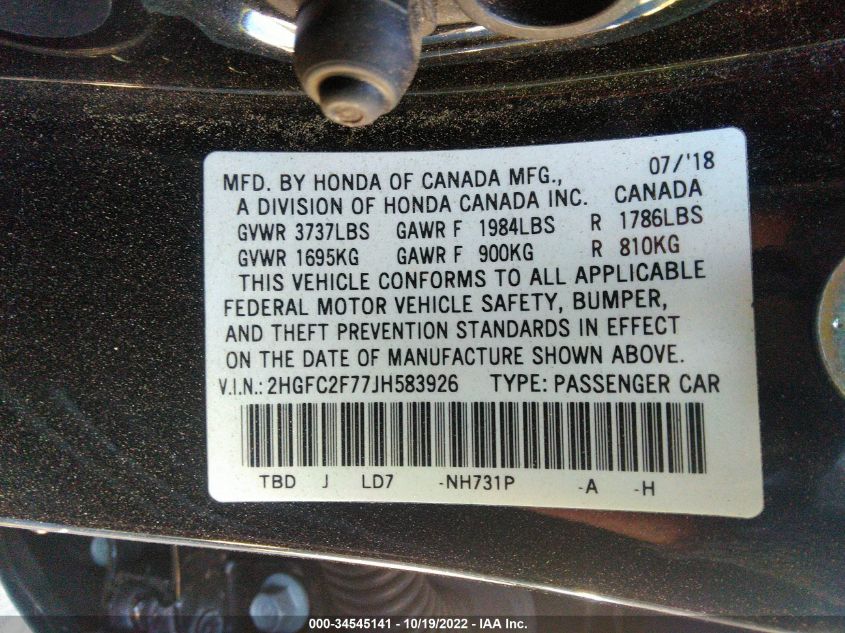 07/'18
MFD. BY HONDA OF CANADA MFG., CANADA
A DIVISION OF HONDA CANADA INC.
GVWR 3737LBS GAWR F 1984LBS R 1786LBS
GVWR 1695KG GAWR F 900KG R 810KG
THIS VEHICLE CONFORMS TO ALL APPLICABLE
FEDERAL MOTOR VEHICLE SAFETY, BUMPER,
AND THEFT PREVENTION STANDARDS IN EFFECT
ON THE DATE OF MANUFACTURE SHOWN ABOVE.
V.I.N.: 2HGFC2F77JH583926 TYPE: PASSENGER CAR
TBD J LD7 -NH731P -A -H
000-34545141 - 10/19/2022 - IAA Inc.